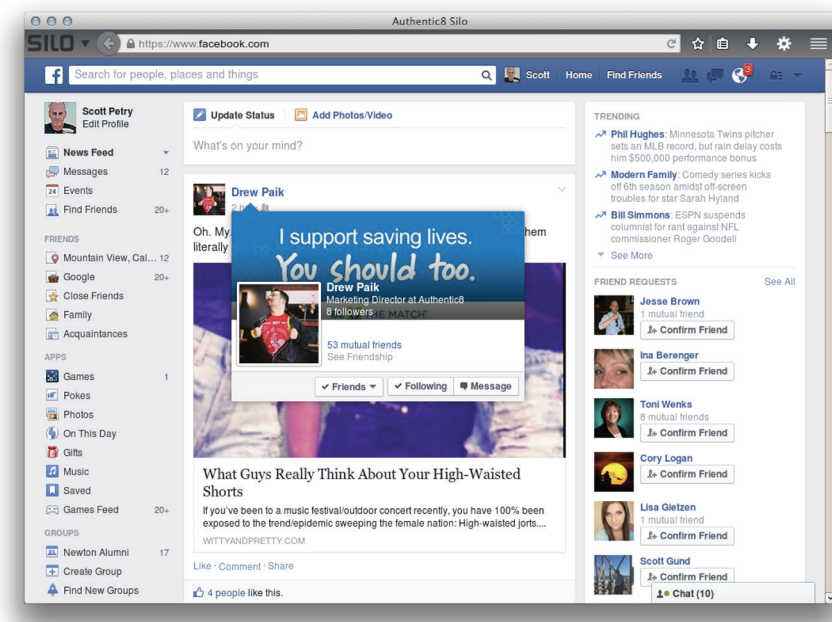 Authentic8 Silo
SILO
https://www.facebook.com
Search for people, places and things
Scott
Home
Find Friends
3
Scott Petry
Edit Profile
News Feed
Messages 12
24 Events
Find Friends 20+
FRIENDS
Mountain View, Cal... 12
Google 20+
Close Friends
Family
Acquaintances
APPS
Games 1
Pokes
Photos
On This Day
Gifts
Music
Saved
Games Feed 20+
GROUPS
Newton Alumni 17
Create Group
Find New Groups
Update Status
Add Photos/Video
What's on your mind?
Drew Paik
Oh. My.
hem
literally
I support saving lives.
You should too.
Drew Paik
Marketing Director at Authentic8
8 followers
THE MATCH
53 mutual friends
See Friendship
Friends
Following
Message
What Guys Really Think About Your High-Waisted
Shorts
If you've been to a music festival/outdoor concert recently, you have 100% been
exposed to the trend/epidemic sweeping the female nation: High-waisted jorts....
WITTYANDPRETTY.COM
Like · Comment · Share
4 people like this.
TRENDING
Phil Hughes: Minnesota Twins pitcher
sets an MLB record, but rain delay costs
him $500,000 performance bonus
Modern Family: Comedy series kicks
off 6th season amidst off-screen
troubles for star Sarah Hyland
Bill Simmons: ESPN suspends
columnist for rant against NFL
commissioner Roger Goodell
See More
FRIEND REQUESTS
See All
Jesse Brown
1 mutual friend
Confirm Friend
Ina Berenger
Confirm Friend
Toni Wenks
8 mutual friends
Confirm Friend
Cory Logan
Confirm Friend
Lisa Gietzen
1 mutual friend
Confirm Friend
Scott Gund
Confirm Friend
Chat (10)